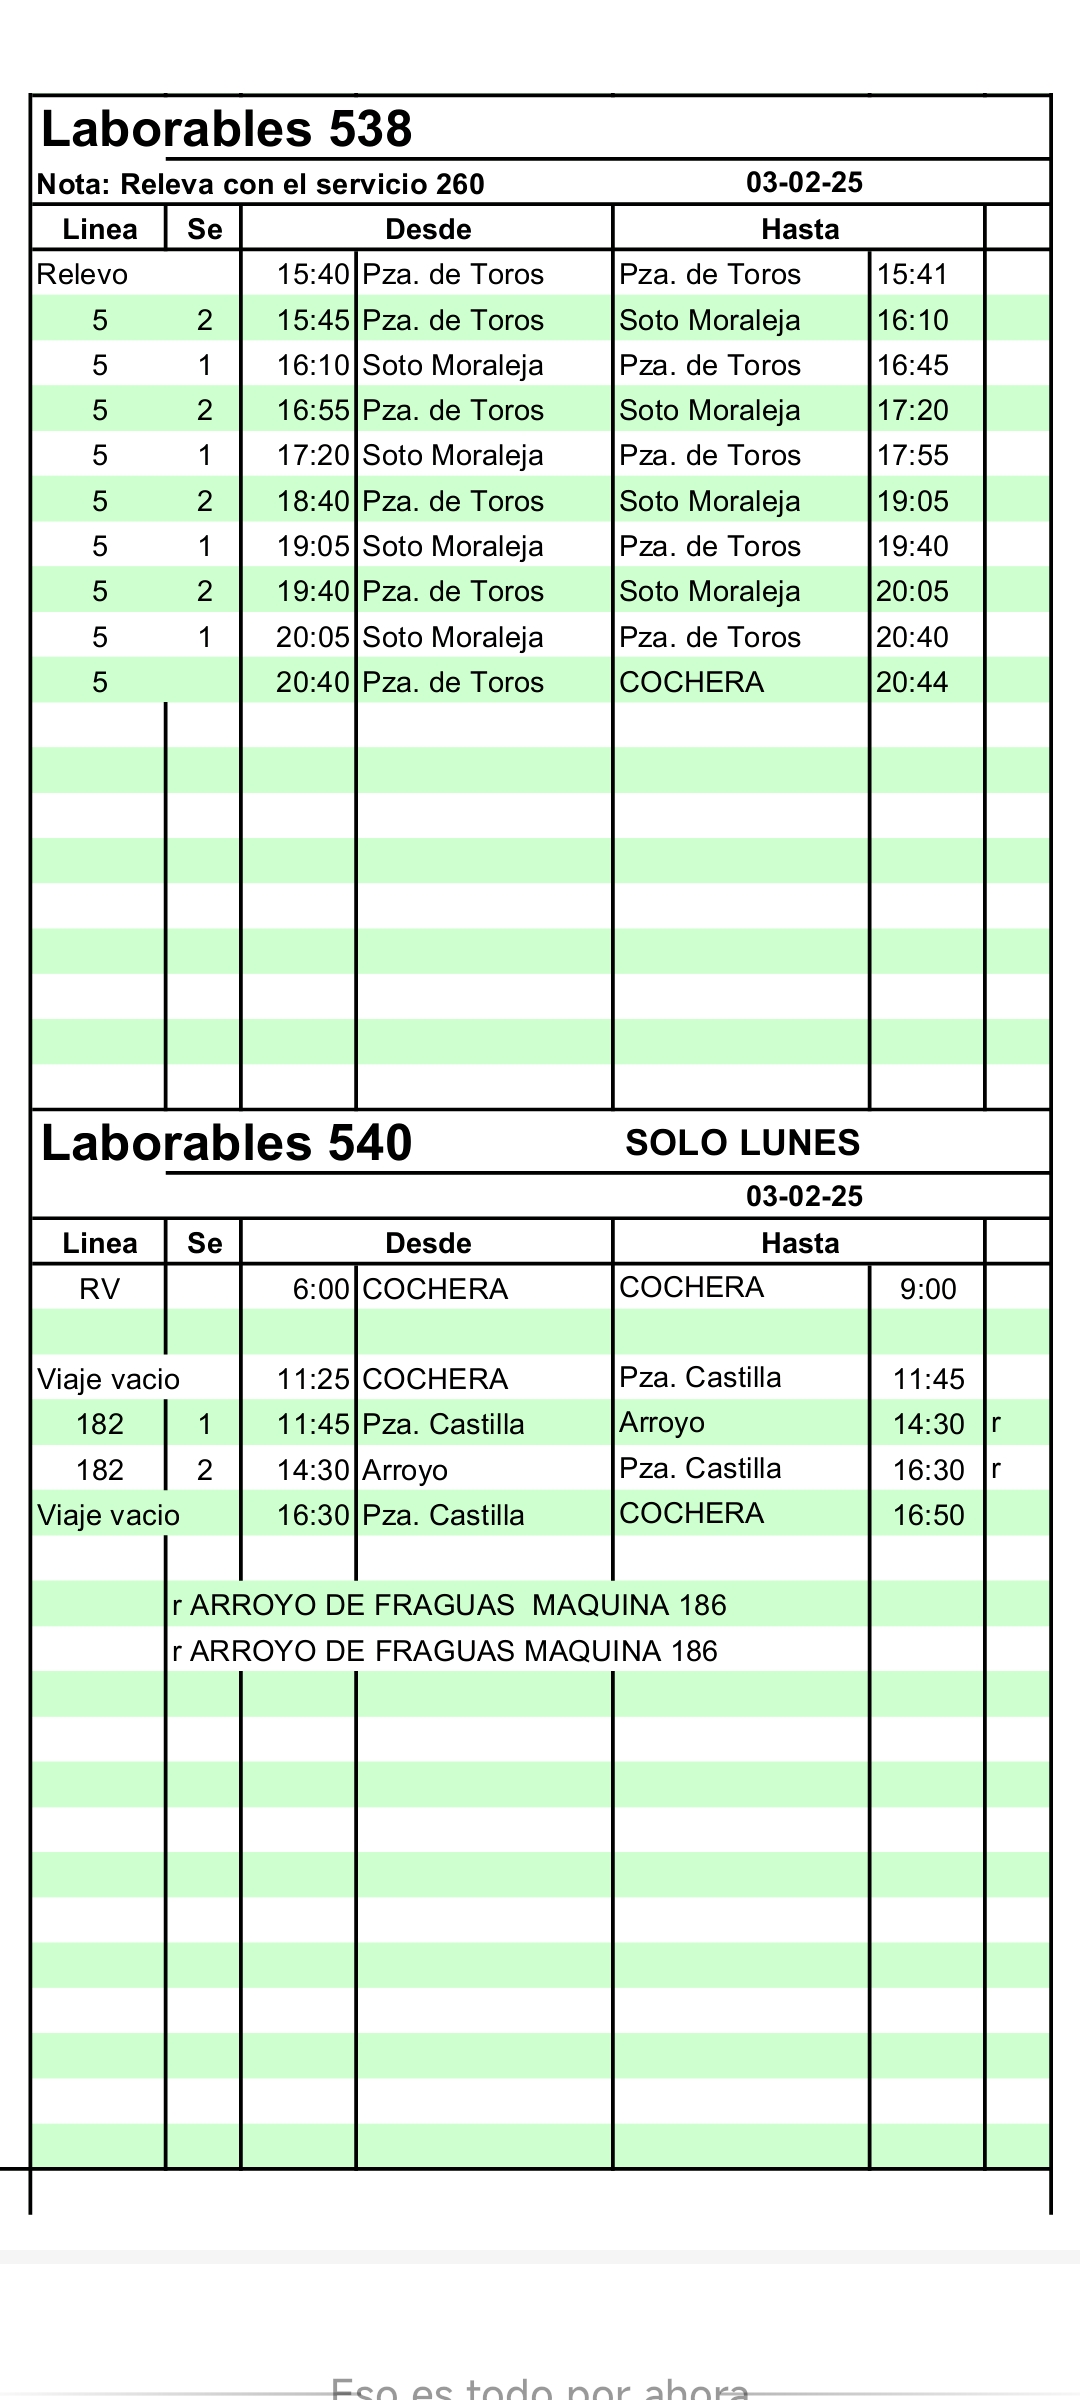 Laborables 538
Nota: Releva con el servicio 260 03-02-25
Linea Se Desde Hasta
Relevo 15:40 Pza. de Toros Pza. de Toros 15:41
5 2 15:45 Pza. de Toros Soto Moraleja 16:10
5 1 16:10 Soto Moraleja Pza. de Toros 16:45
5 2 16:55 Pza. de Toros Soto Moraleja 17:20
5 1 17:20 Soto Moraleja Pza. de Toros 17:55
5 2 18:40 Pza. de Toros Soto Moraleja 19:05
5 1 19:05 Soto Moraleja Pza. de Toros 19:40
5 2 19:40 Pza. de Toros Soto Moraleja 20:05
5 1 20:05 Soto Moraleja Pza. de Toros 20:40
5 20:40 Pza. de Toros COCHERA 20:44
Laborables 540 SOLO LUNES
03-02-25
Linea Se Desde Hasta
RV 6:00 COCHERA COCHERA 9:00
Viaje vacio 11:25 COCHERA Pza. Castilla 11:45
182 1 11:45 Pza. Castilla Arroyo 14:30 r
182 2 14:30 Arroyo Pza. Castilla 16:30 r
Viaje vacio 16:30 Pza. Castilla COCHERA 16:50
r ARROYO DE FRAGUAS MAQUINA 186
r ARROYO DE FRAGUAS MAQUINA 186
Eso es todo por ahora